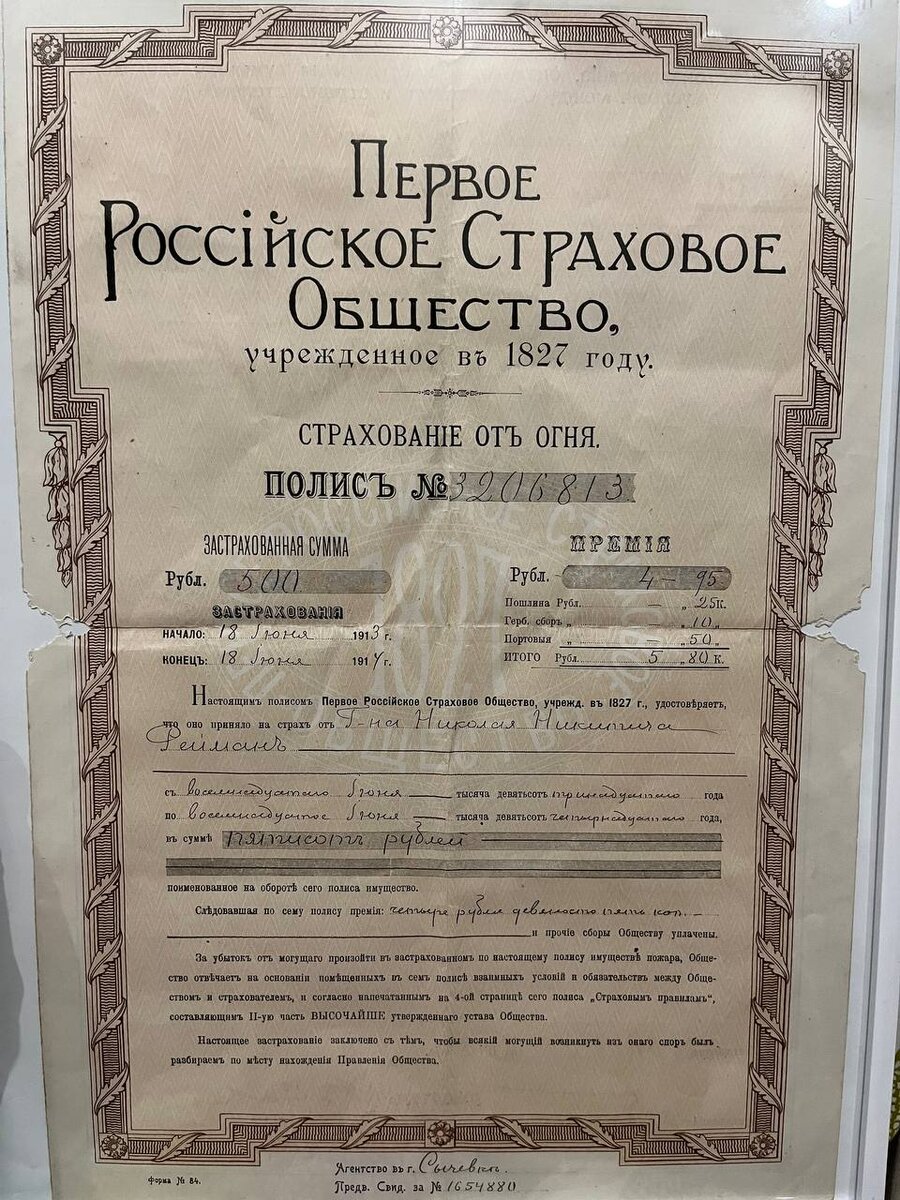 Первое
Россійское Страховое
Общество,
учрежденное въ 1827 году.
СТРАХОВАНІЕ ОТЪ ОГНЯ.
ПОЛИСЪ № 3206813
ЗАСТРАХОВАННАЯ СУММА
Рубл. 500
ЗАСТРАХОВАНІЯ
НАЧАЛО: 18 Іюня 1913 г.
КОНЕЦЪ: 18 Іюня 1914 г.
ПРЕМІЯ
Рубл. 4 — 95
Пошлина Рубл. — „ 25 К.
Герб. сборъ „ — „ 10 „
Портовыя „ — „ 50 „
ИТОГО Рубл. 5 „ 80 К.
Настоящимъ полисомъ Первое Россійское Страховое Общество, учрежд. въ 1827 г., удостовѣряетъ,
что оно приняло на страхъ отъ Г-на Николая Никитича
Рейманъ
съ восемнадцатаго Іюня — тысяча девятьсотъ тринадцатаго года
по восемнадцатое Іюня — тысяча девятьсотъ четырнадцатаго года,
въ суммѣ пятисотъ рублей
поименованное на оборотѣ сего полиса имущество.
Слѣдовавшая по сему полису премія: четыре рубля девяносто пять коп. —
и прочіе сборы Обществу уплачены.
За убытокъ отъ могущаго произойти въ застрахованномъ по настоящему полису имуществѣ пожара, Обще-
ство отвѣчаетъ на основаніи помѣщенныхъ въ семъ полисѣ взаимныхъ условій и обязательствъ между Обще-
ствомъ и страхователемъ, и согласно напечатаннымъ на 4-ой страницѣ сего полиса „Страховымъ правиламъ“,
составляющимъ II-ую часть ВЫСОЧАЙШЕ утвержденнаго устава Общества.
Настоящее застрахованіе заключено съ тѣмъ, чтобы всякій могущій возникнуть изъ онаго споръ былъ
разбираемъ по мѣсту нахожденія Правленія Общества.
Агентство въ г. Сычевкѣ.
Предв. Свид. за № 1654880
Форма № 84.